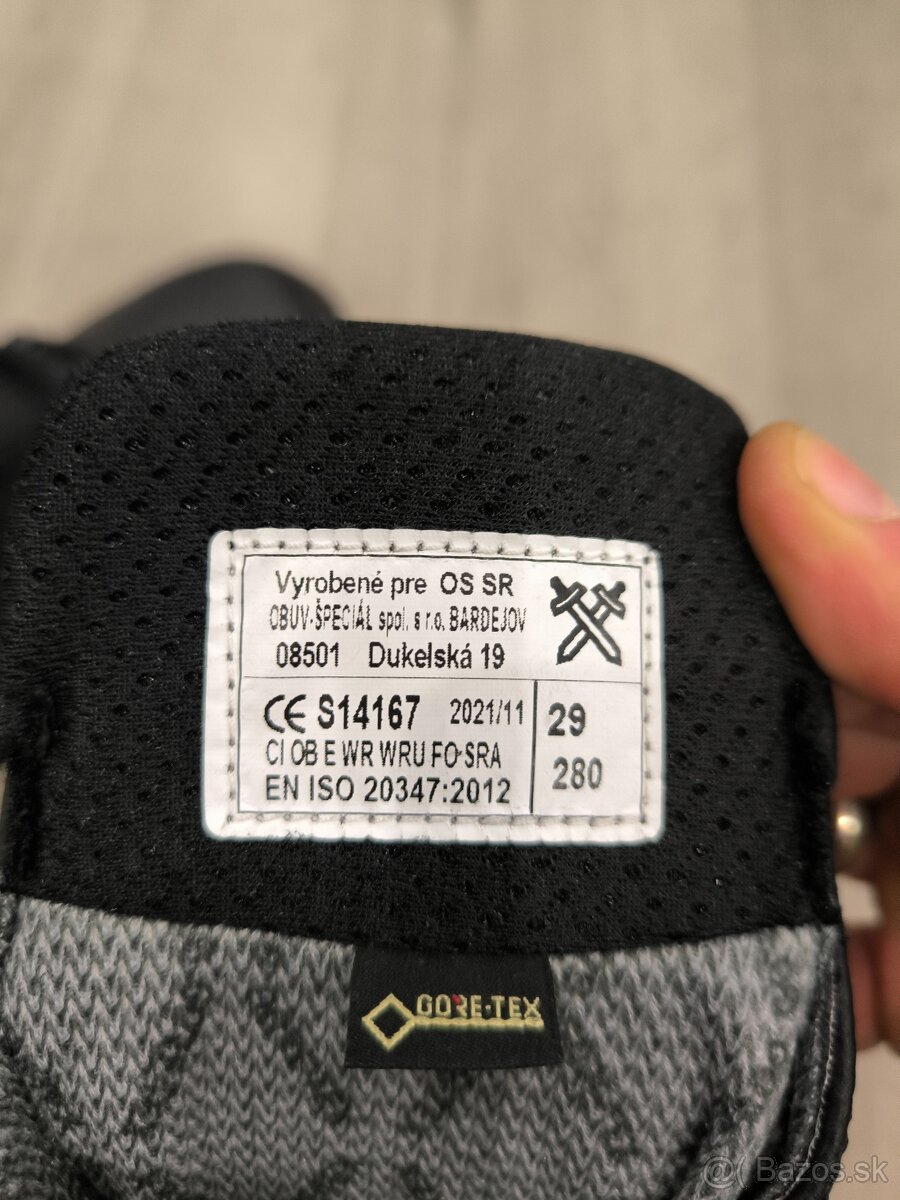 Vyrobené pre OS SR
OBUV-ŠPECIÁL spol. s r.o. BARDEJOV
08501 Dukelská 19
CE S14167 2021/11
CI OB E WR WRU FO SRA
EN ISO 20347:2012
29
280
GORE-TEX
@( Bazos.sk